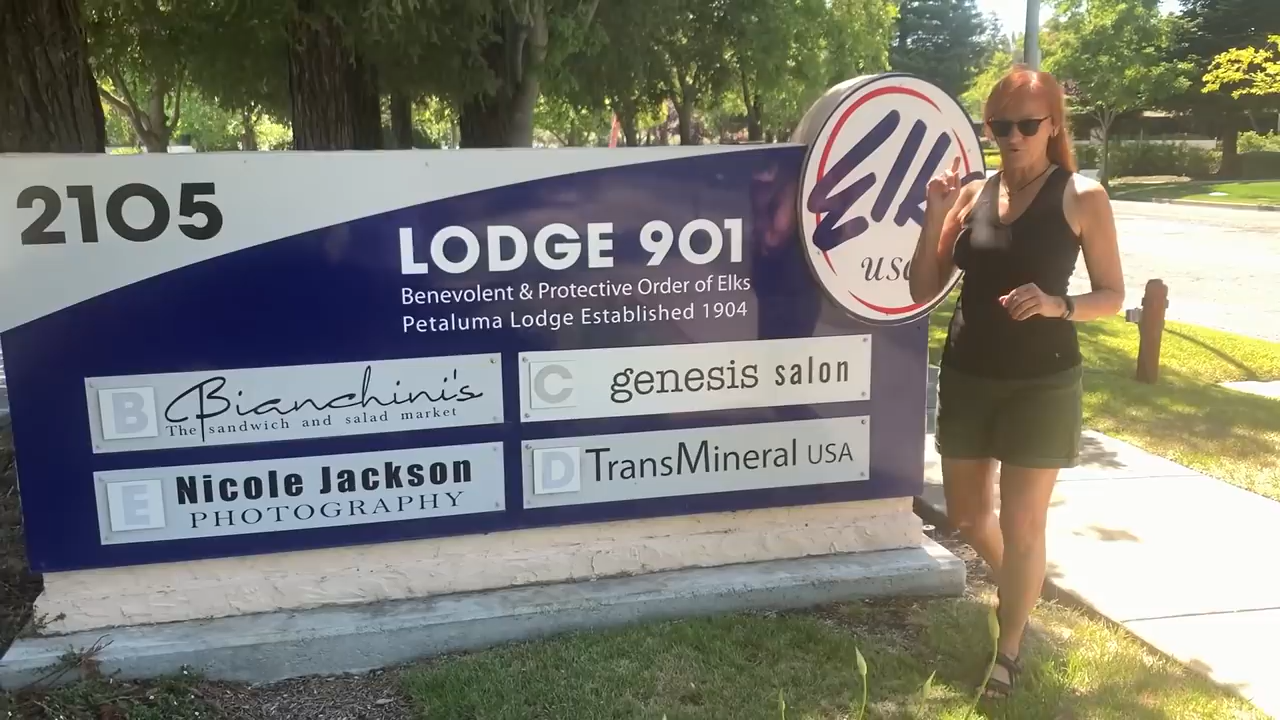 2105
LODGE 901
Benevolent & Protective Order of Elks
Petaluma Lodge Established 1904
Elks
usa
B Bianchini's
The sandwich and salad market
C genesis salon
E Nicole Jackson
PHOTOGRAPHY
D TransMineral USA